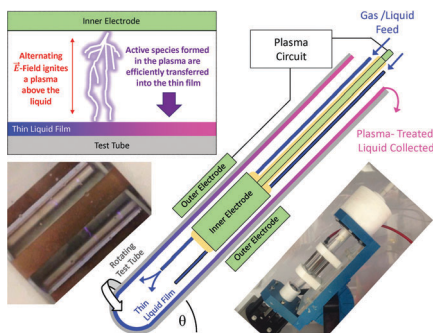 Inner Electrode
Alternating
E-Field ignites
a plasma
above the
liquid
Active species formed
in the plasma are
efficiently transferred
into the thin film
Thin Liquid Film
Test Tube
Plasma
Circuit
Gas /Liquid
Feed
Plasma- Treated
Liquid Collected
Outer Electrode
Inner Electrode
Outer Electrode
Rotating
Test Tube
Thin
Liquid Film
θ